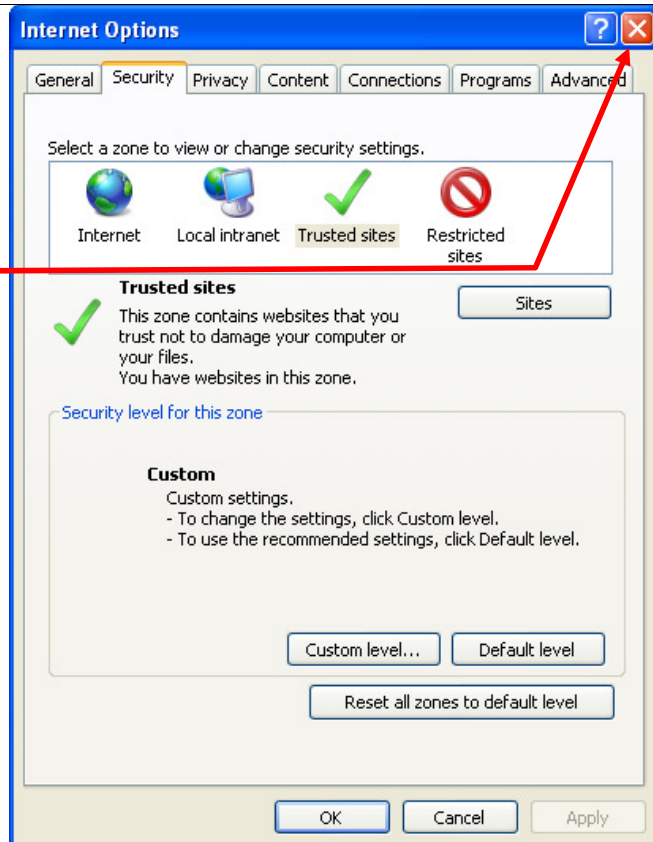 Internet Options
General Security Privacy Content Connections Programs Advanced
Select a zone to view or change security settings.
Internet Local intranet Trusted sites Restricted
sites
Trusted sites
Sites
This zone contains websites that you
trust not to damage your computer or
your files.
You have websites in this zone.
Security level for this zone
Custom
Custom settings.
- To change the settings, click Custom level.
- To use the recommended settings, click Default level.
Custom level... Default level
Reset all zones to default level
OK Cancel Apply